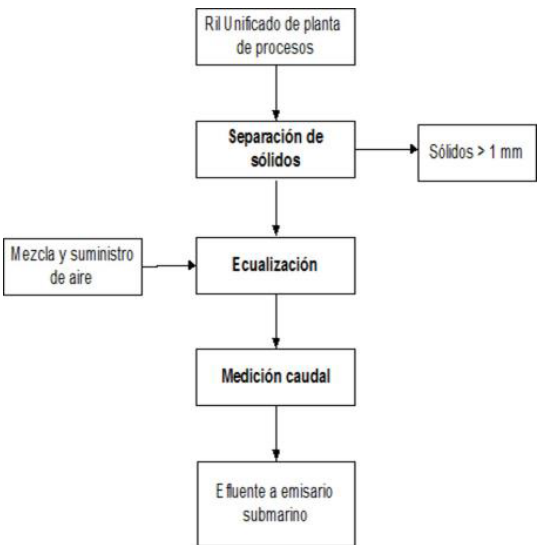 Ril Unificado de planta
de procesos
Separación de
sólidos
Sólidos > 1 mm
Mezcla y suministro
de aire
Ecualización
Medición caudal
Efluente a emisario
submarino